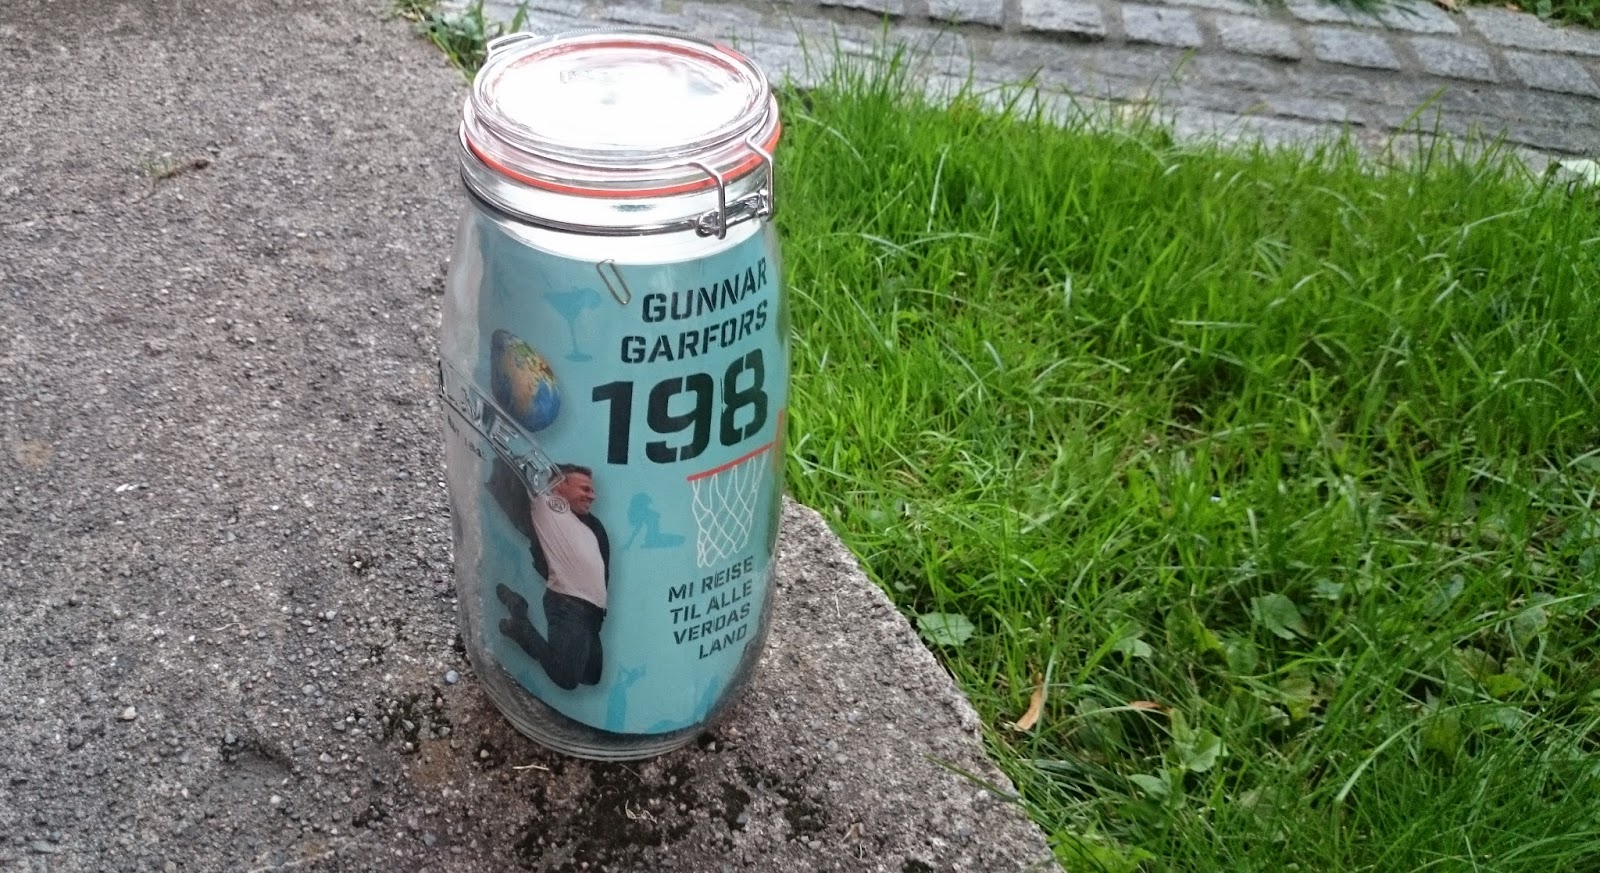 GUNNAR
GARFORS
198
MI REISE
TIL ALLE
VERDAS
LAND